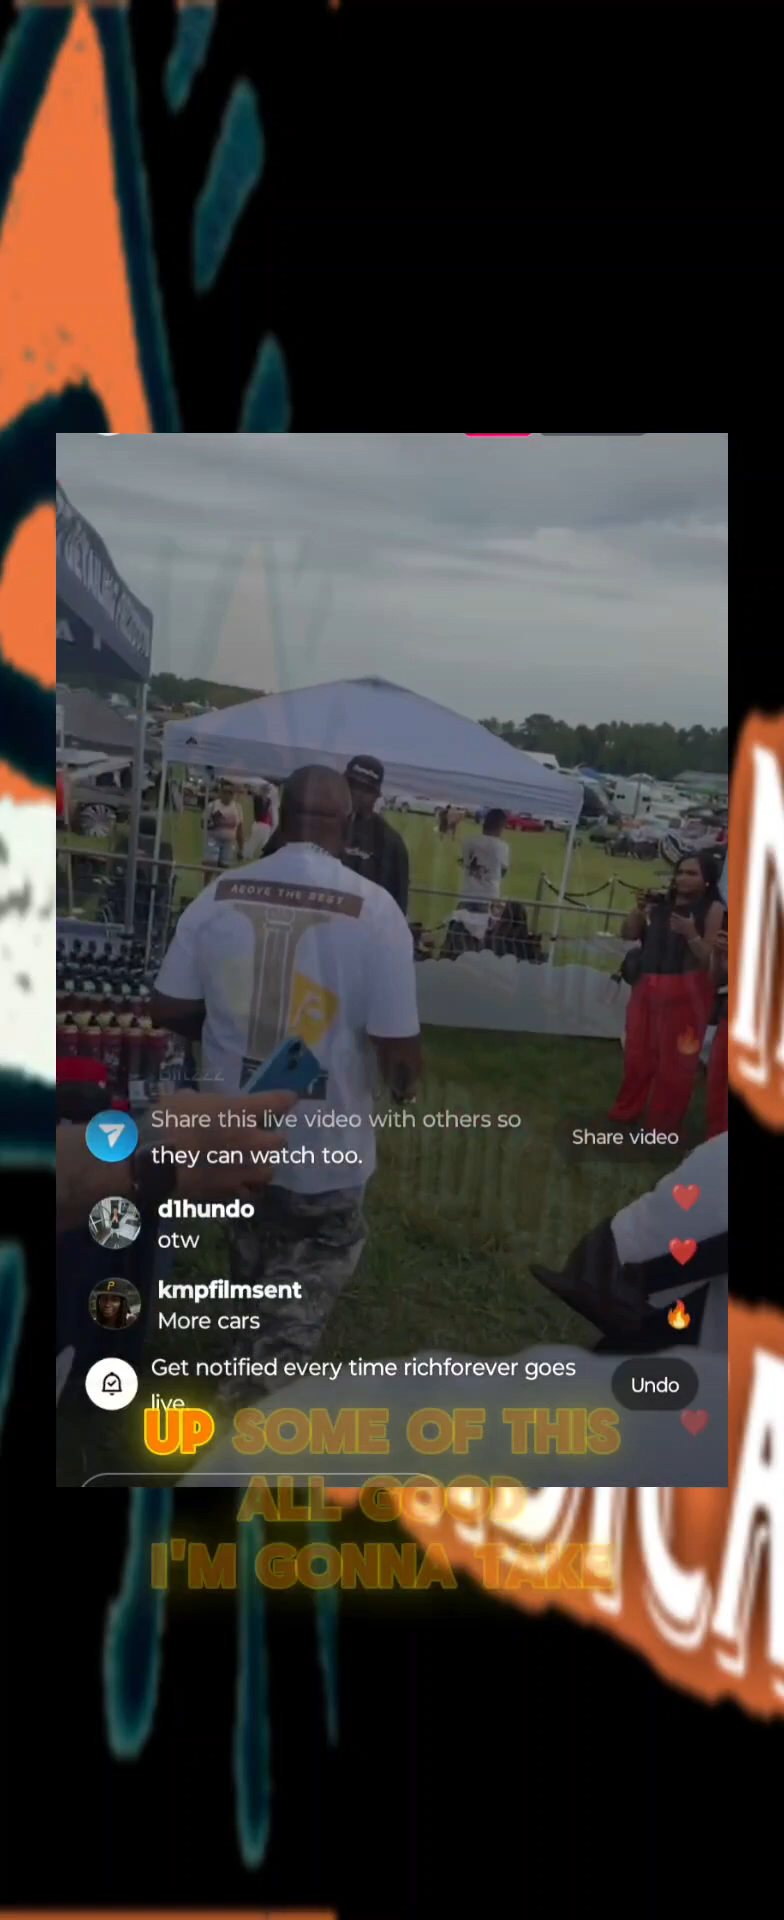 ABOVE THE BEST
Blitzzz
Share this live video with others so
they can watch too.
Share video
d1hundo
otw
kmpfilmsent
More cars
Get notified every time richforever goes
live.
Undo
UP SOME OF THIS
ALL GOOD
I'M GONNA TAKE